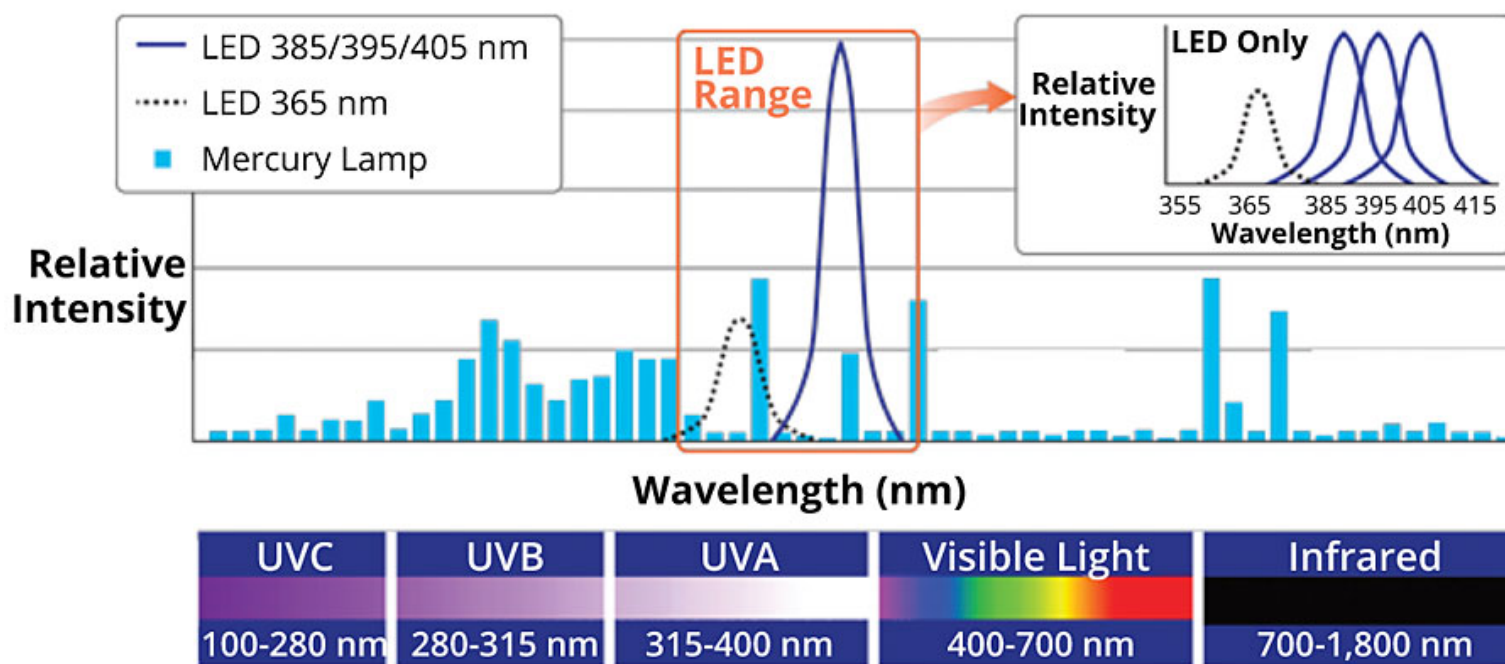 LED 385/395/405 nm
LED 365 nm
Mercury Lamp
LED
Range
LED Only
Relative
Intensity
355 365 385 395 405 415
Wavelength (nm)
Relative
Intensity
Wavelength (nm)
UVC UVB UVA Visible Light Infrared
100-280 nm 280-315 nm 315-400 nm 400-700 nm 700-1,800 nm